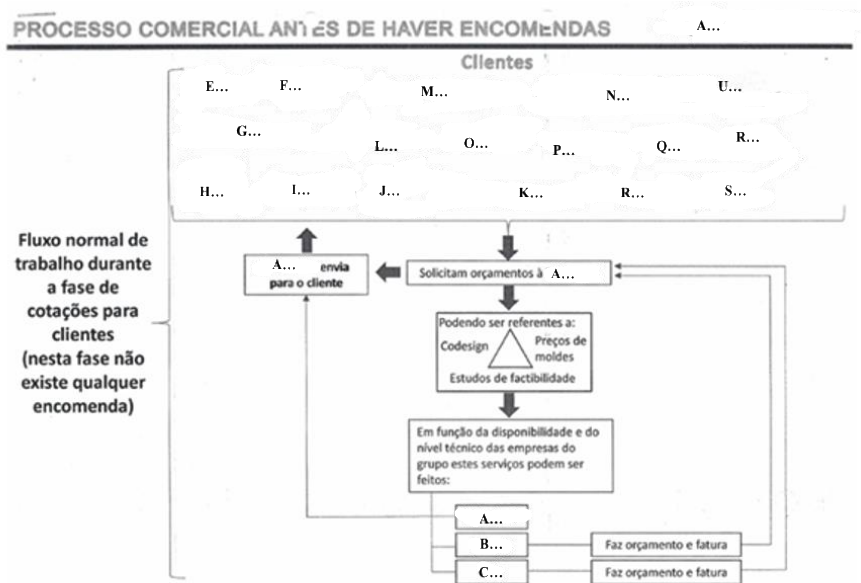 PROCESSO COMERCIAL ANTES DE HAVER ENCOMENDAS
A...
Clientes
E... F... M... N... U...
G... L... O... P... Q... R...
H... I... J... K... R... S...
Fluxo normal de
trabalho durante
a fase de
cotações para
clientes
(nesta fase não
existe qualquer
encomenda)
A... envia
para o cliente
Solicitam orçamentos à A...
Podendo ser referentes a:
Codesign
Preços de
moldes
Estudos de factibilidade
Em função da disponibilidade e do
nível técnico das empresas do
grupo estes serviços podem ser
feitos:
A...
B...
Faz orçamento e fatura
C...
Faz orçamento e fatura